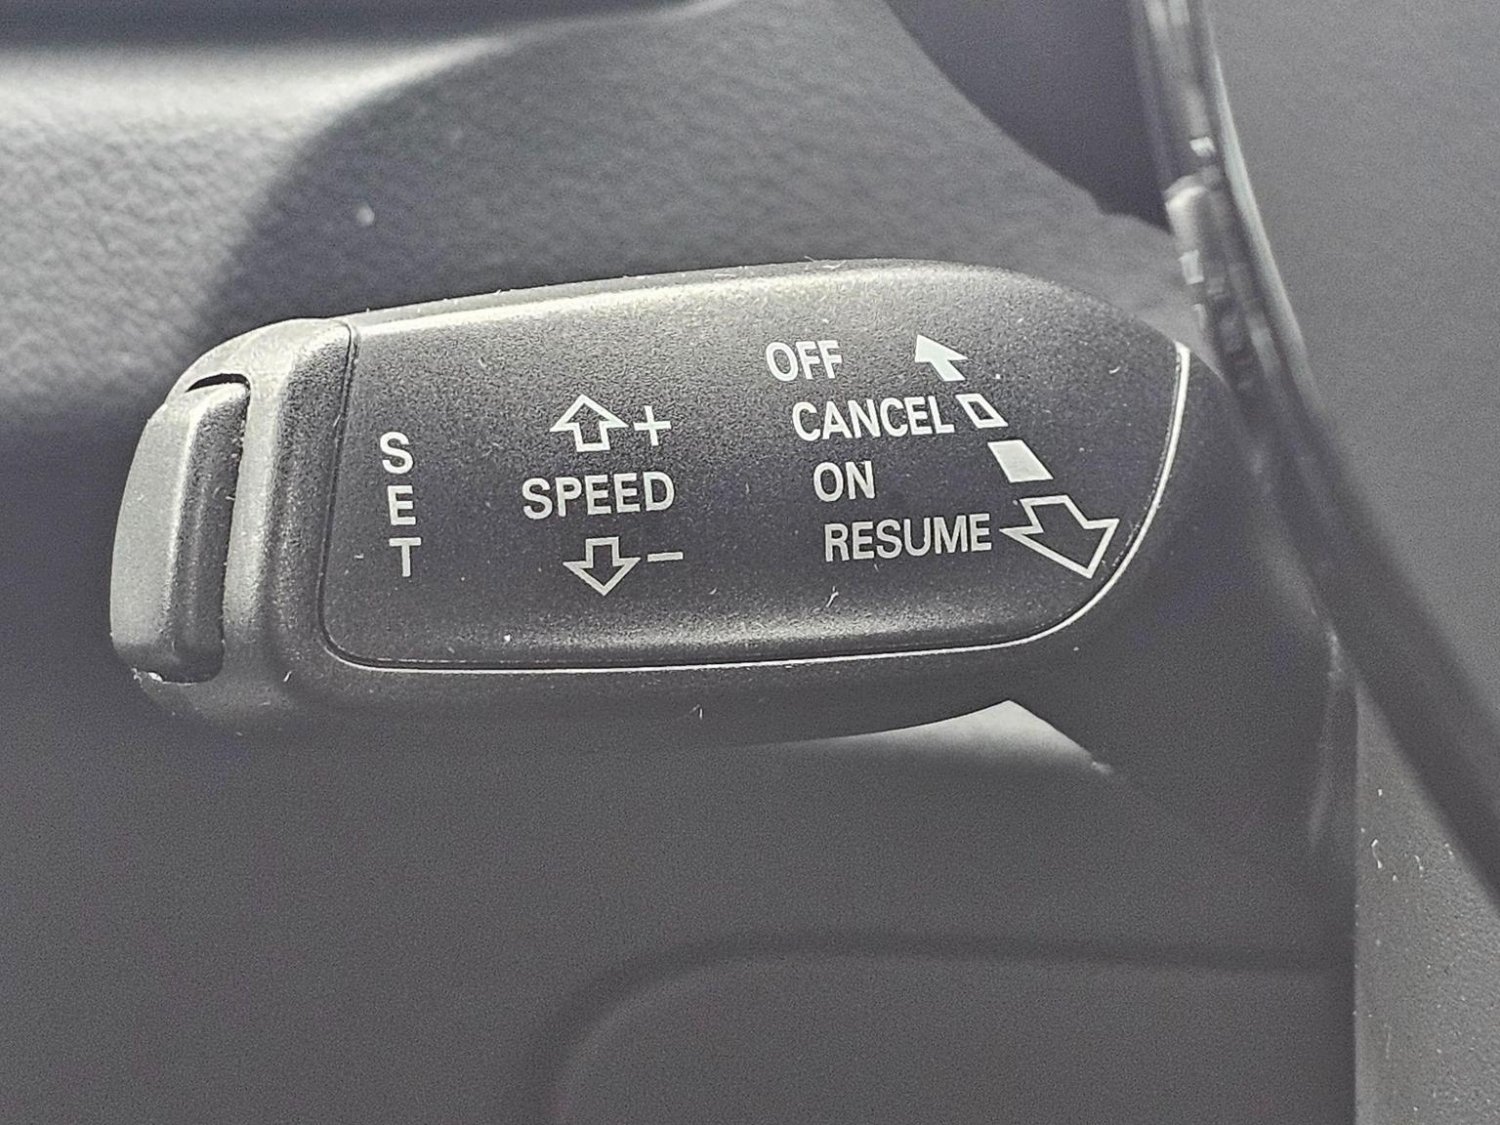 SET
+
SPEED
−
OFF
CANCEL
ON
RESUME